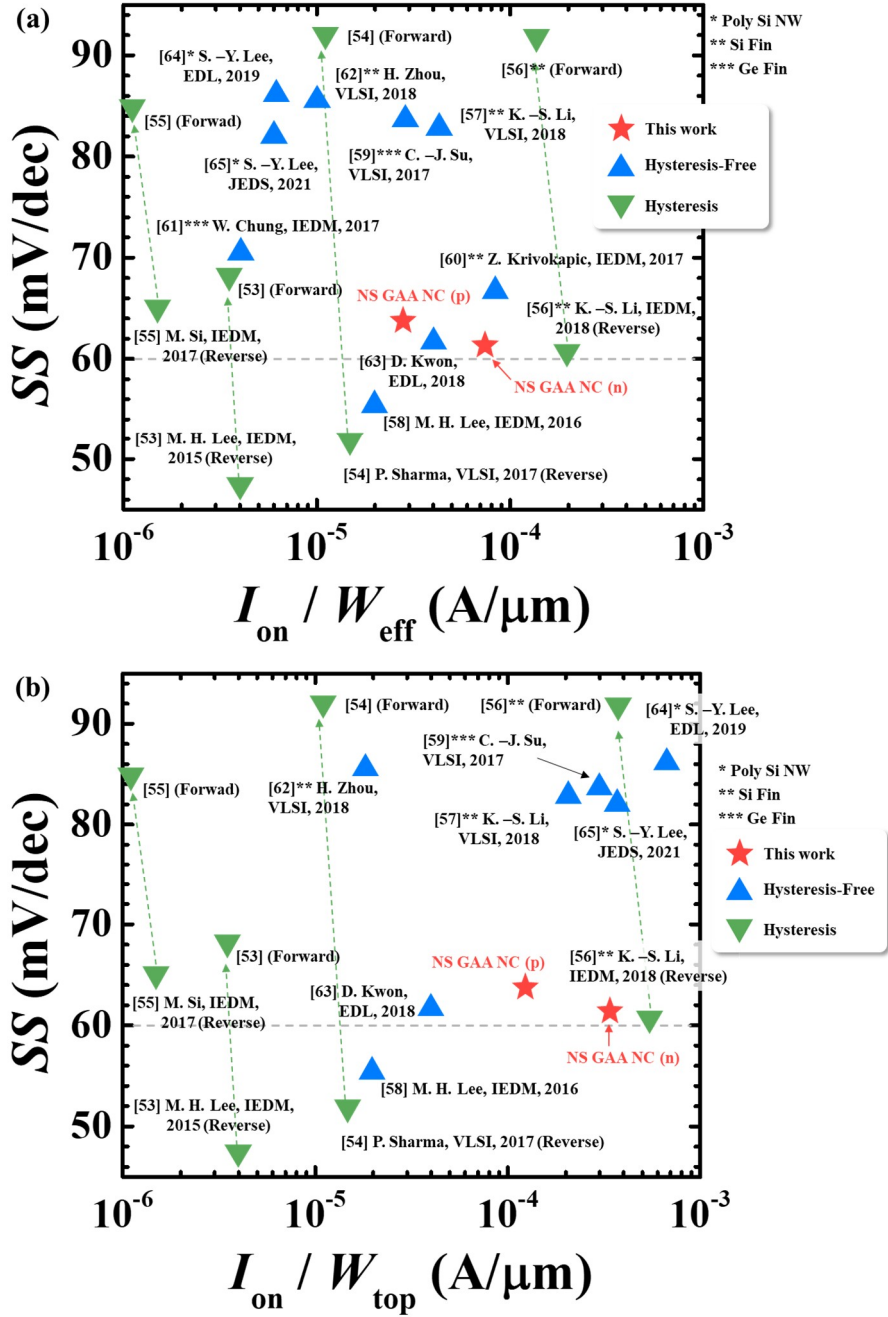 (a)
[54] (Forward)
[64]* S. –Y. Lee,
EDL, 2019
[62]** H. Zhou,
VLSI, 2018
[56]** (Forward)
* Poly Si NW
** Si Fin
*** Ge Fin
[55] (Forwad)
[57]** K. –S. Li,
VLSI, 2018
[65]* S. –Y. Lee,
JEDS, 2021
[59]*** C. –J. Su,
VLSI, 2017
This work
Hysteresis-Free
Hysteresis
[61]*** W. Chung, IEDM, 2017
[53] (Forward)
[60]** Z. Krivokapic, IEDM, 2017
NS GAA NC (p)
[56]** K. –S. Li, IEDM,
2018 (Reverse)
[55] M. Si, IEDM,
2017 (Reverse)
[63] D. Kwon,
EDL, 2018
NS GAA NC (n)
[58] M. H. Lee, IEDM, 2016
[53] M. H. Lee, IEDM,
2015 (Reverse)
[54] P. Sharma, VLSI, 2017 (Reverse)
90
80
70
60
50
SS (mV/dec)
10-6
10-5
10-4
10-3
Ion / Weff (A/μm)
(b)
[54] (Forward)
[56]** (Forward)
[64]* S. –Y. Lee,
EDL, 2019
[59]*** C. –J. Su,
VLSI, 2017
[55] (Forwad)
[62]** H. Zhou,
VLSI, 2018
[57]** K. –S. Li,
VLSI, 2018
[65]* S. –Y. Lee,
JEDS, 2021
* Poly Si NW
** Si Fin
*** Ge Fin
This work
Hysteresis-Free
Hysteresis
[53] (Forward)
NS GAA NC (p)
[56]** K. –S. Li,
IEDM, 2018 (Reverse)
[55] M. Si, IEDM,
2017 (Reverse)
[63] D. Kwon,
EDL, 2018
NS GAA NC (n)
[58] M. H. Lee, IEDM, 2016
[53] M. H. Lee, IEDM,
2015 (Reverse)
[54] P. Sharma, VLSI, 2017 (Reverse)
90
80
70
60
50
SS (mV/dec)
10-6
10-5
10-4
10-3
Ion / Wtop (A/μm)